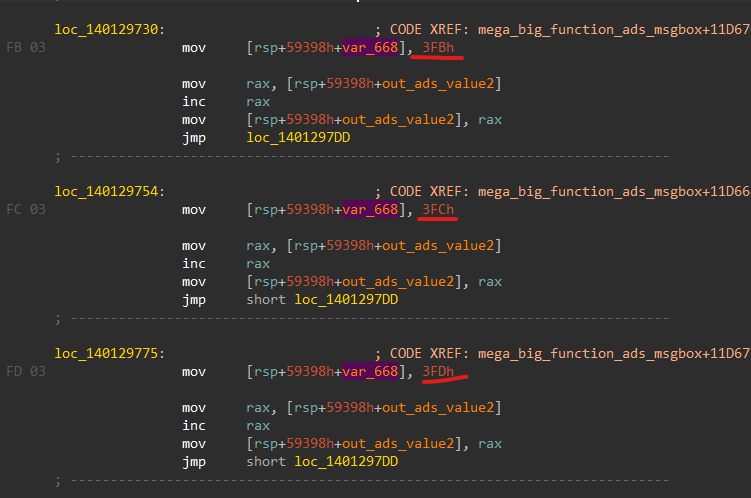 loc_140129730: ; CODE XREF: mega_big_function_ads_msgbox+11D67
FB 03 mov [rsp+59398h+var_668], 3FBh
mov rax, [rsp+59398h+out_ads_value2]
inc rax
mov [rsp+59398h+out_ads_value2], rax
jmp loc_1401297DD
; ---------------------------------------------------------------------------
loc_140129754: ; CODE XREF: mega_big_function_ads_msgbox+11D66
FC 03 mov [rsp+59398h+var_668], 3FCh
mov rax, [rsp+59398h+out_ads_value2]
inc rax
mov [rsp+59398h+out_ads_value2], rax
jmp short loc_1401297DD
; ---------------------------------------------------------------------------
loc_140129775: ; CODE XREF: mega_big_function_ads_msgbox+11D67
FD 03 mov [rsp+59398h+var_668], 3FDh
mov rax, [rsp+59398h+out_ads_value2]
inc rax
mov [rsp+59398h+out_ads_value2], rax
jmp short loc_1401297DD
; ---------------------------------------------------------------------------